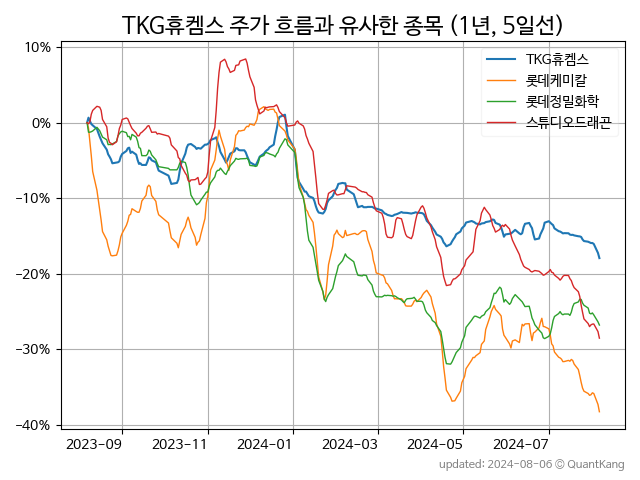 TKG휴켐스 주가 흐름과 유사한 종목 (1년, 5일선)
TKG휴켐스
롯데케미칼
롯데정밀화학
스튜디오드래곤
10%
0%
−10%
−20%
−30%
−40%
2023-09
2023-11
2024-01
2024-03
2024-05
2024-07
updated: 2024-08-06 © QuantKang